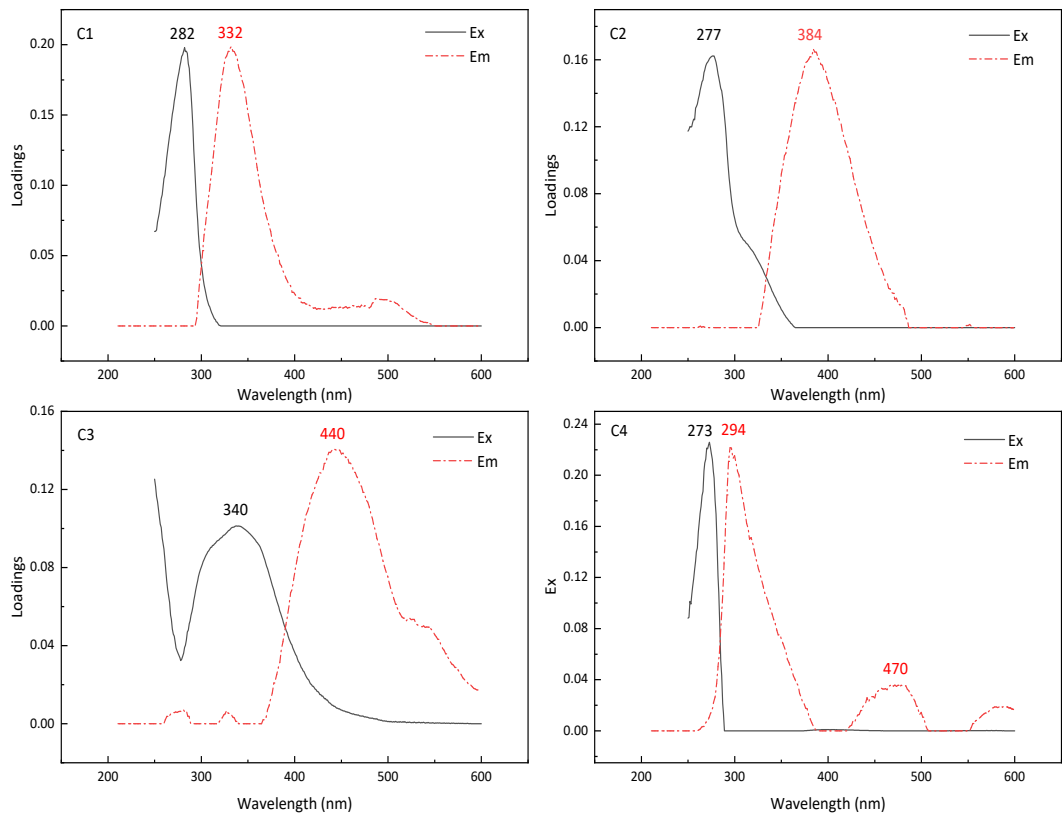 C1
282
332
Ex
Em
0.20
0.15
0.10
0.05
0.00
Loadings
200 300 400 500 600
Wavelength (nm)
C2
277
384
Ex
Em
0.16
0.12
0.08
0.04
0.00
Loadings
200 300 400 500 600
Wavelength (nm)
C3
340
440
Ex
Em
0.16
0.12
0.08
0.04
0.00
Loadings
200 300 400 500 600
Wavelength (nm)
C4
273
294
470
Ex
Em
0.24
0.20
0.16
0.12
0.08
0.04
0.00
Ex
200 300 400 500 600
Wavelength (nm)